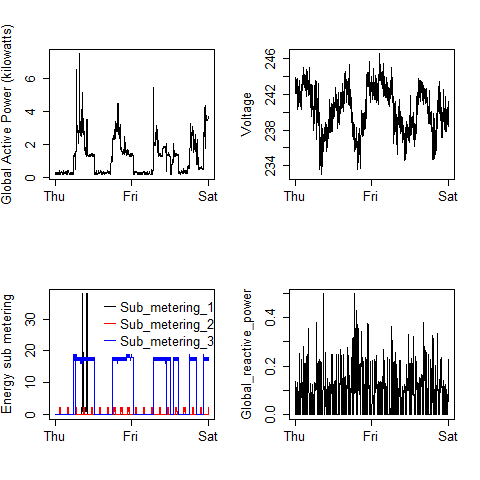 Global Active Power (kilowatts)
0 2 4 6
Thu Fri Sat
Voltage
234 238 242 246
Thu Fri Sat
Energy sub metering
0 10 20 30
Sub_metering_1
Sub_metering_2
Sub_metering_3
Thu Fri Sat
Global_reactive_power
0.0 0.2 0.4
Thu Fri Sat